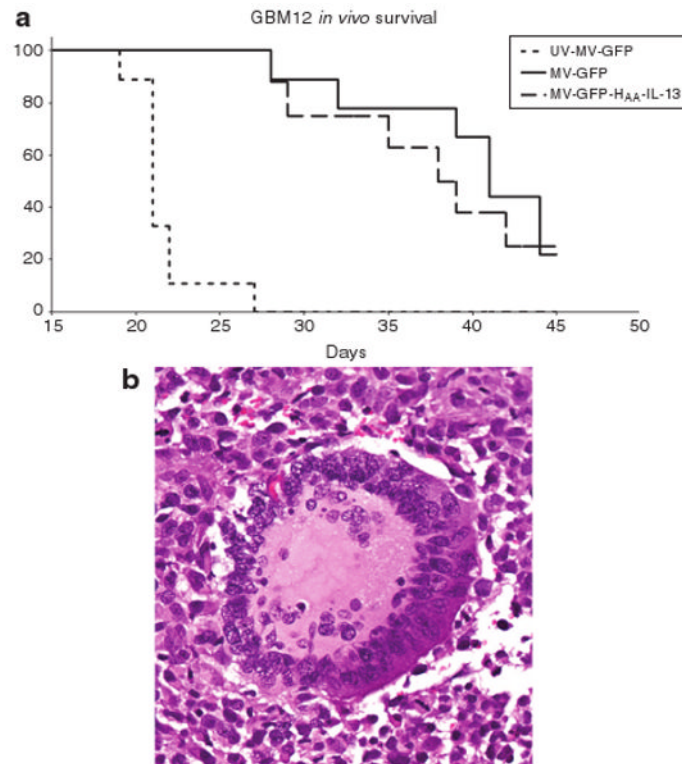 a
GBM12 in vivo survival
UV-MV-GFP
MV-GFP
MV-GFP-HAA-IL-13
100
80
60
40
20
0
15 20 25 30 35 40 45 50
Days
b